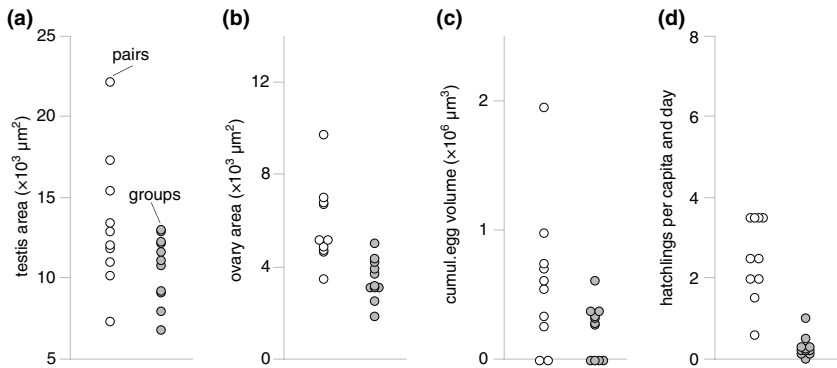 (a)
testis area (×10³ µm²)
25
20
15
10
5
pairs
groups
(b)
ovary area (×10³ µm²)
12
8
4
0
(c)
cumul.egg volume (×10⁶ µm³)
2
1
0
(d)
hatchlings per capita and day
8
6
4
2
0